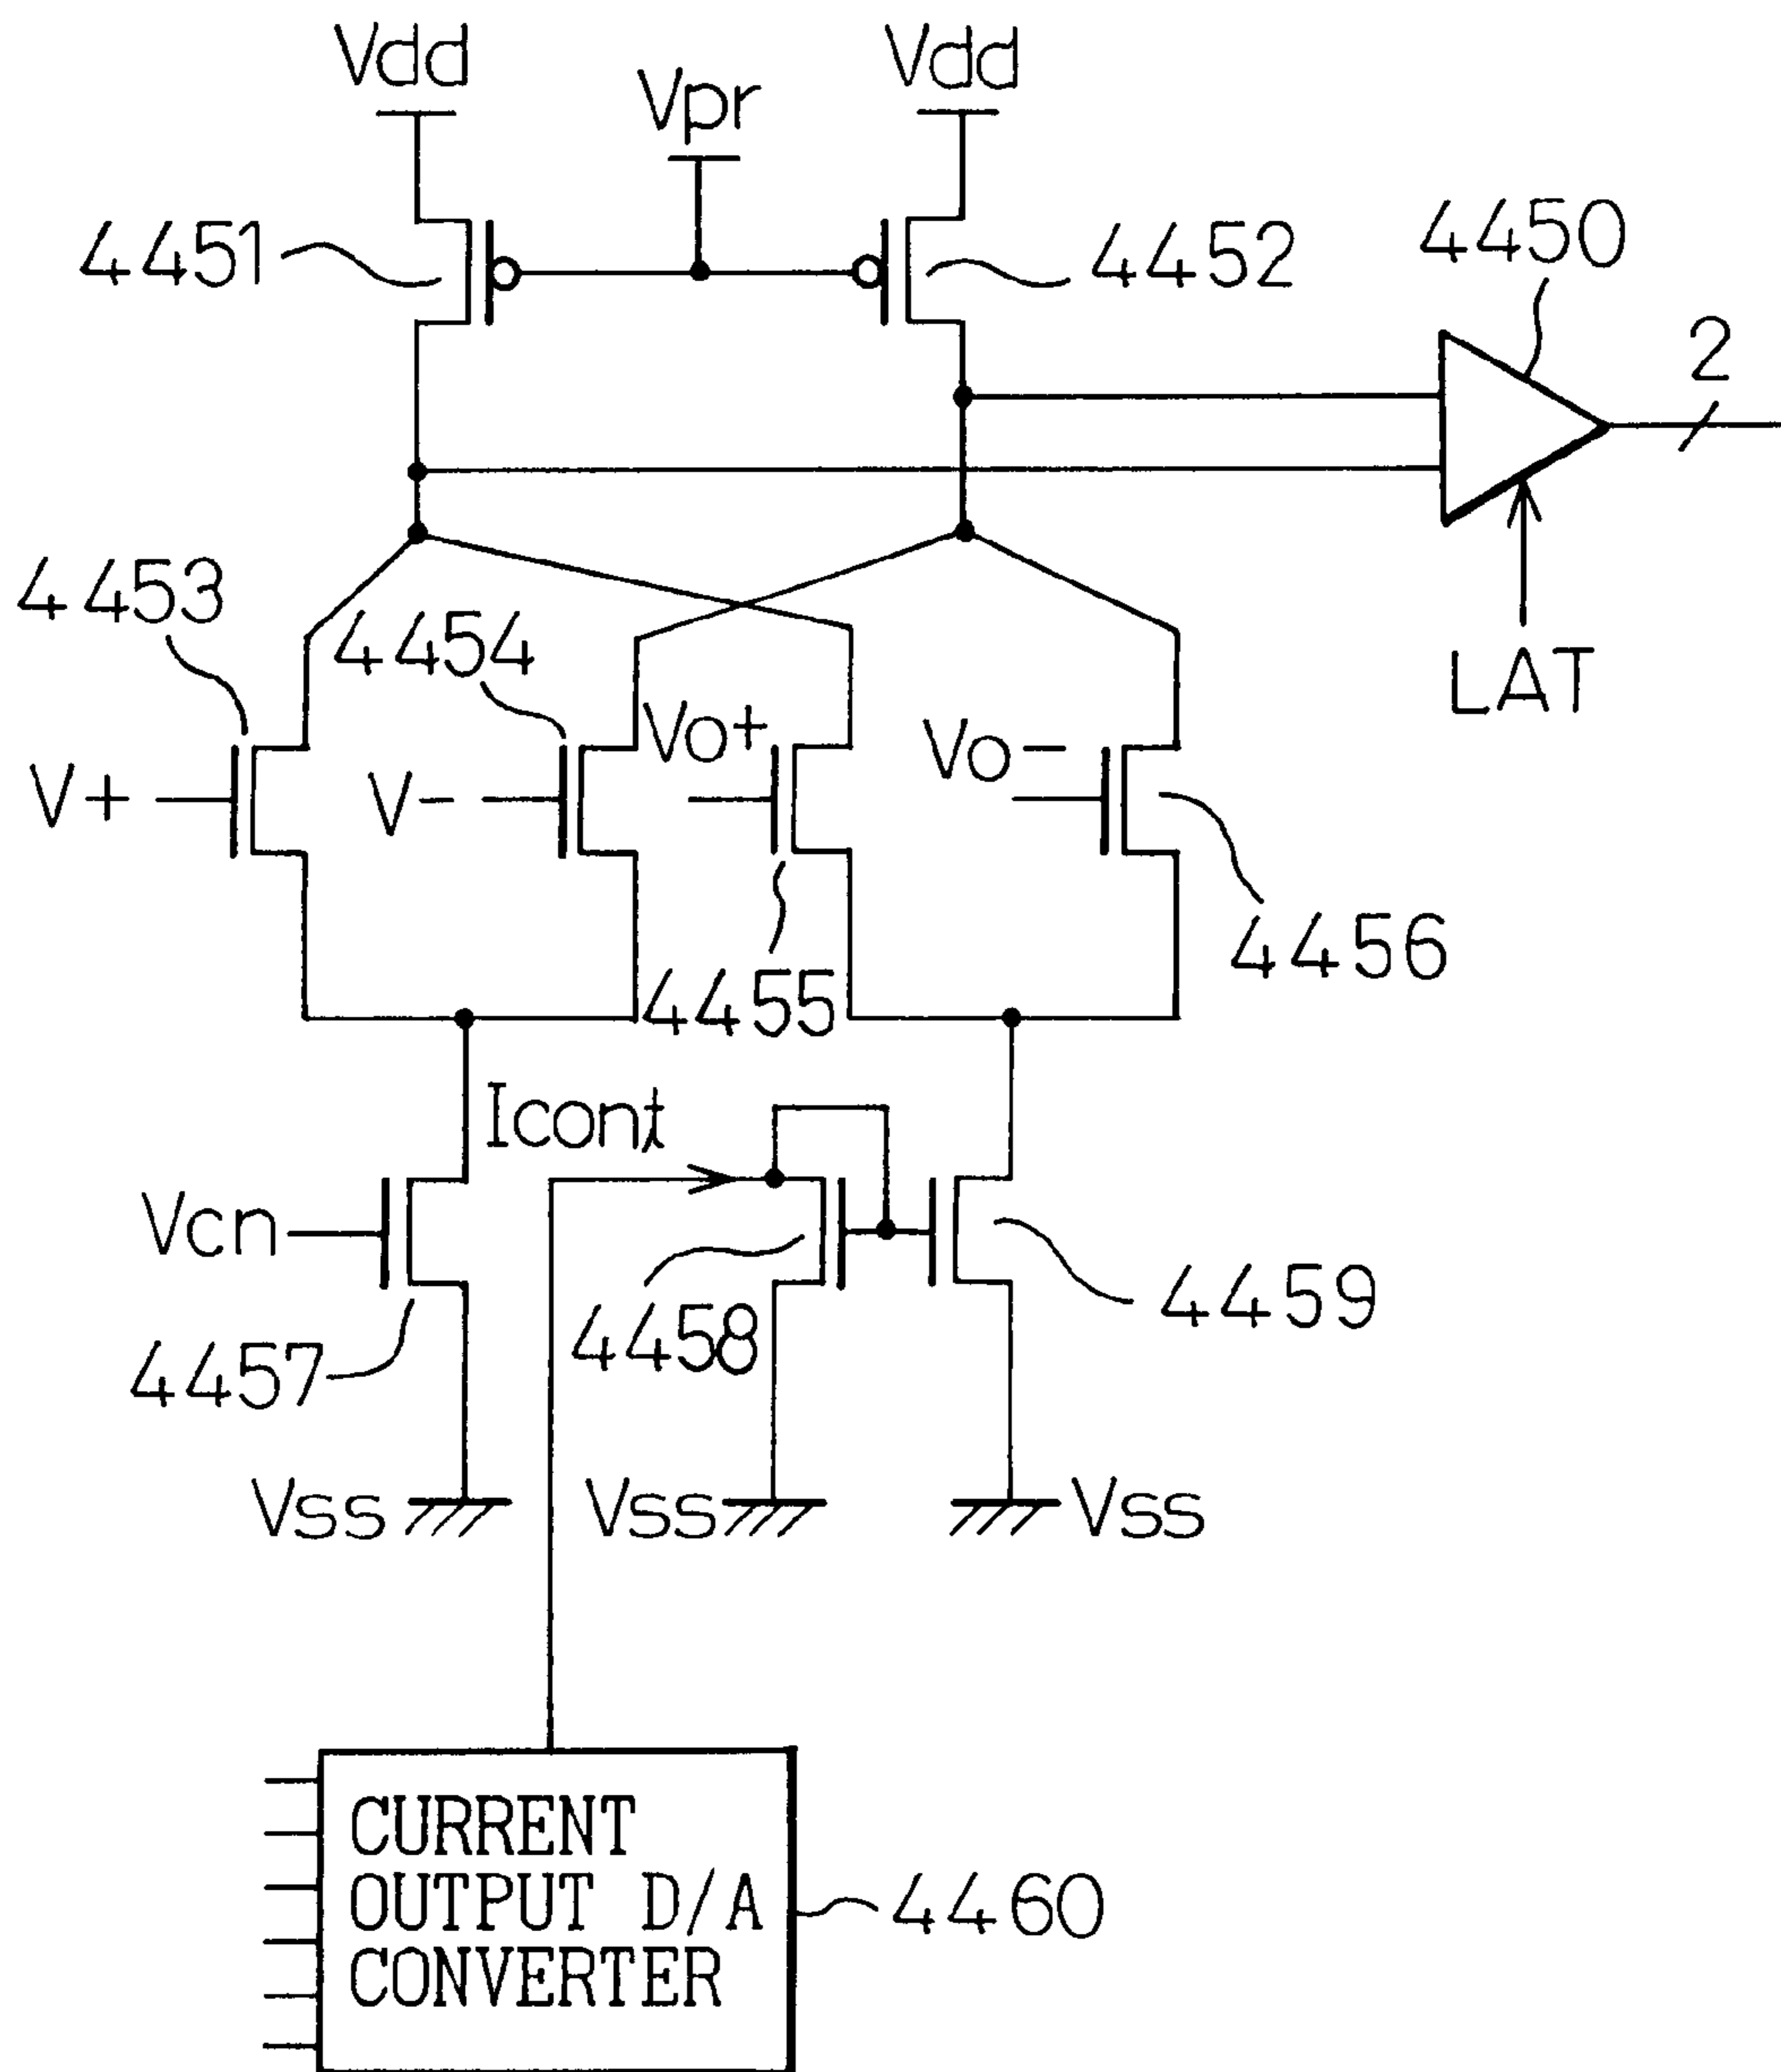 Vdd
Vpr
Vdd
4451
4452
4450
2
4453
4454
Vo+
Vo-
LAT
V+
V-
4455
4456
Icont
Vcn
4457
4458
4459
Vss
Vss
Vss
CURRENT
OUTPUT D/A
CONVERTER
4460